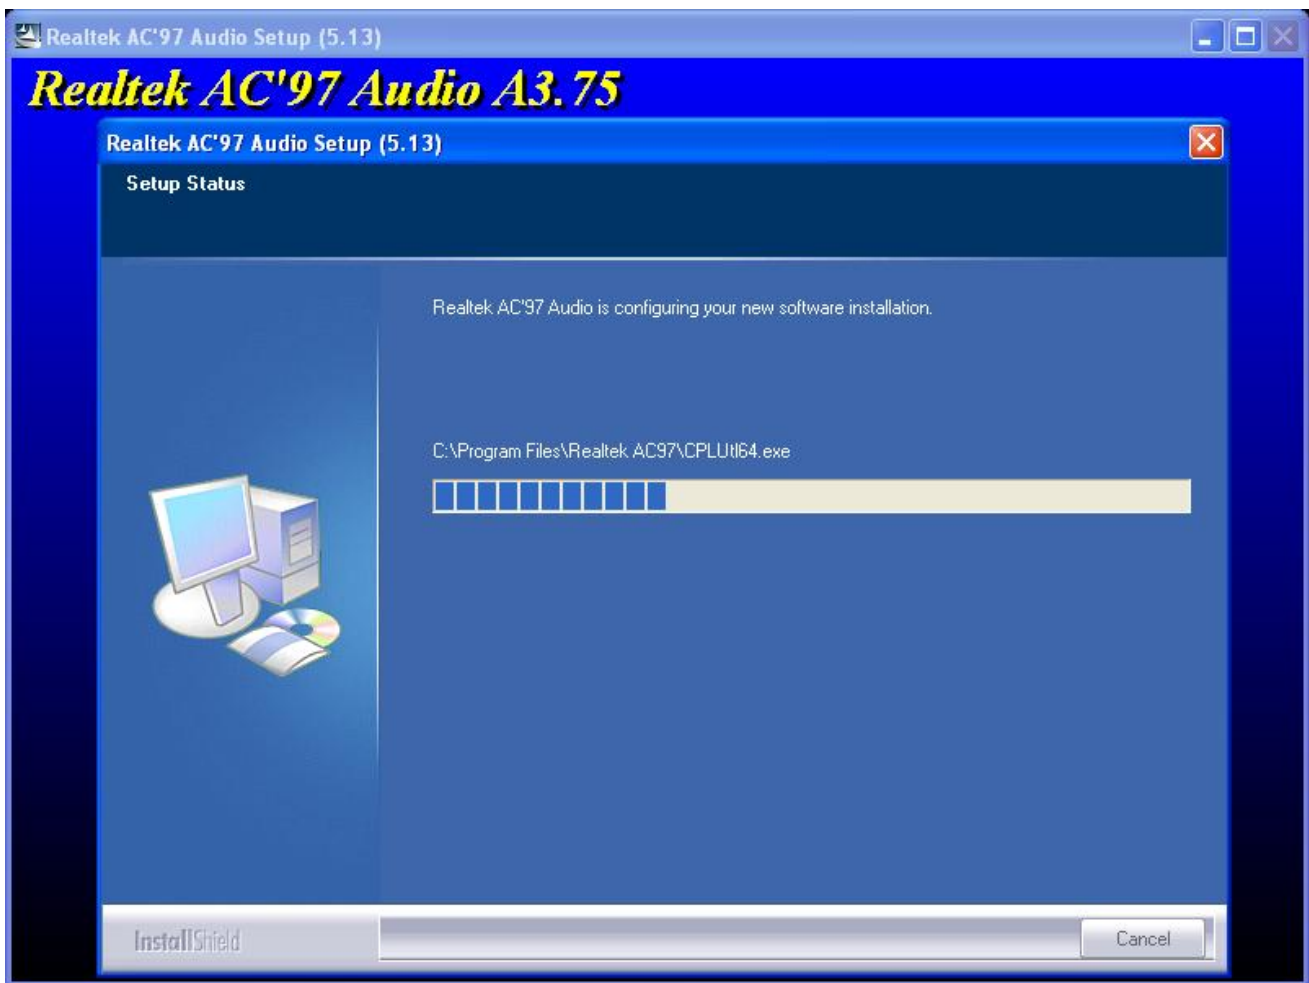 Realtek AC'97 Audio Setup (5.13)
Realtek AC'97 Audio A3.75
Realtek AC'97 Audio Setup (5.13)
Setup Status
Realtek AC'97 Audio is configuring your new software installation.
C:\Program Files\Realtek AC97\CPLUtl64.exe
InstallShield
Cancel